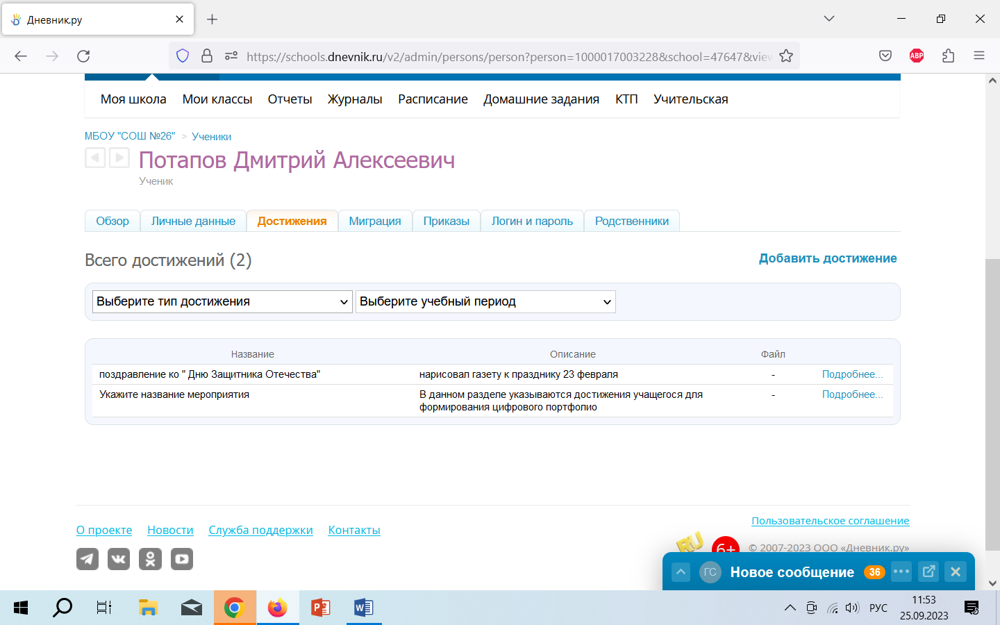 Дневник.ру
https://schools.dnevnik.ru/v2/admin/persons/person?person=1000017003228&school=47647&view
ABP
Моя школа Мои классы Отчеты Журналы Расписание Домашние задания КТП Учительская
МБОУ "СОШ №26" > Ученики
Потапов Дмитрий Алексеевич
Ученик
Обзор Личные данные Достижения Миграция Приказы Логин и пароль Родственники
Всего достижений (2) Добавить достижение
Выберите тип достижения Выберите учебный период
Название Описание Файл
поздравление ко " Дню Защитника Отечества" нарисовал газету к празднику 23 февраля - Подробнее...
Укажите название мероприятия В данном разделе указываются достижения учащегося для - Подробнее...
формирования цифрового портфолио
Пользовательское соглашение
О проекте Новости Служба поддержки Контакты
RU 6+ © 2007-2023 ООО «Дневник.ру»
ГС Новое сообщение 36
11:53
РУС
25.09.2023